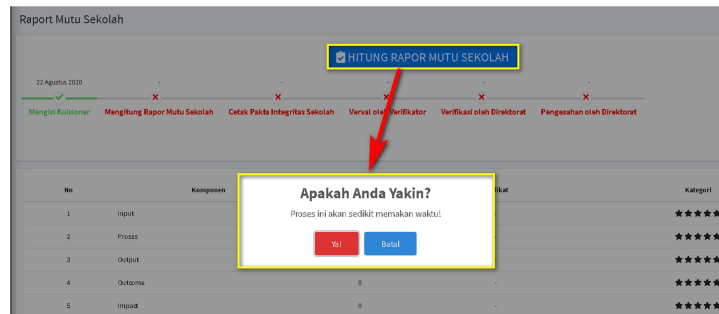 Raport Mutu Sekolah
HITUNG RAPOR MUTU SEKOLAH
22 Agustus 2020 - - - - -
Mengisi Kuisioner Mengitung Rapor Mutu Sekolah Cetak Pakta Integritas Sekolah Verval oleh Verifikator Verifikasi oleh Direktorat Pengesahan oleh Direktorat
No Komponen Kategori
Apakah Anda Yakin?
Proses ini akan sedikit memakan waktu!
Ya! Batal
1 Input -
2 Proses
3 Output
4 Outcome 0 -
5 Impact 0 -